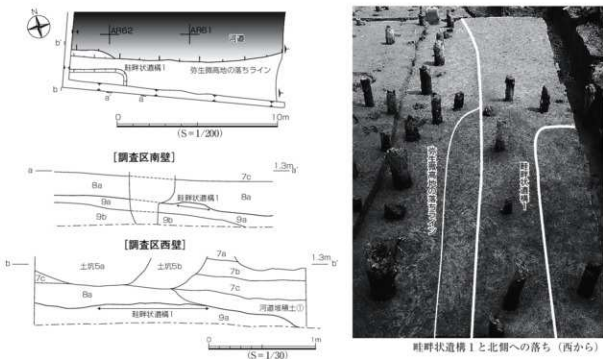 N
AR62
AR61
河道
b'
畦畔状遺構1
弥生微高地の落ちライン
b
a'
a
0
10m
(S=1/200)
[調査区南壁]
a
1.3m
a'
7c
8a
畦畔状遺構1
8a
9a
9a
9b
9b
[調査区西壁]
b
1.3m
b'
7a
土坑5a
土坑5b
7b
7c
7c
8a
河道堆積土①
畦畔状遺構1
9a
0
1m
(S=1/30)
弥生微高地の落ちライン
畦畔状遺構1
畦畔状遺構1と北側への落ち(西から)